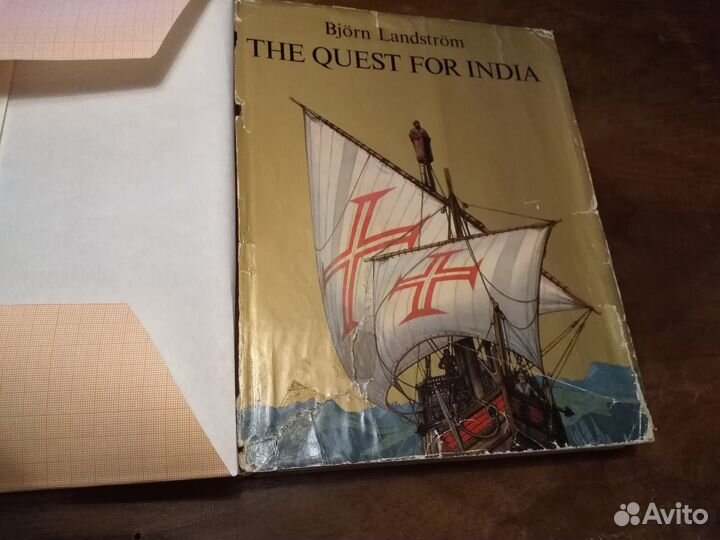 Björn Landström
THE QUEST FOR INDIA
Avito